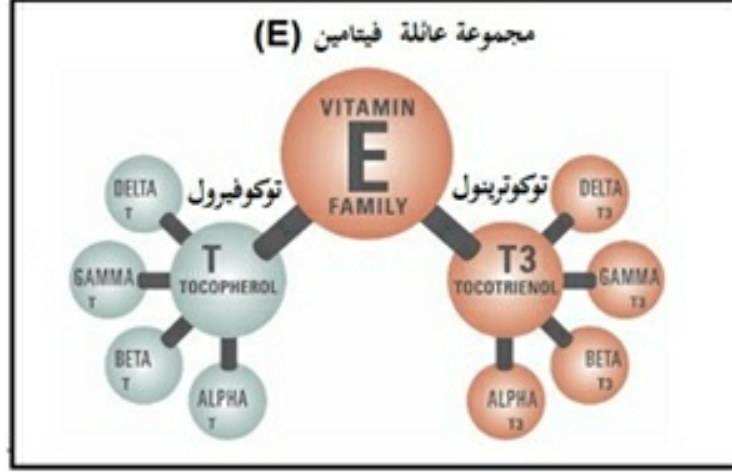 مجموعة عائلة فيتامين (E)
VITAMIN
E
FAMILY
توكوفيرول
توكوترينول
DELTA
T
GAMMA
T
BETA
T
ALPHA
T
T
TOCOPHEROL
T3
TOCOTRIENOL
DELTA
T3
GAMMA
T3
BETA
T3
ALPHA
T3